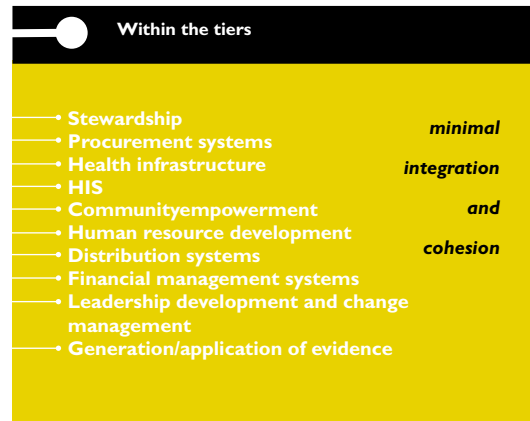 Within the tiers
Stewardship
Procurement systems
Health infrastructure
HIS
Communityempowerment
Human resource development
Distribution systems
Financial management systems
Leadership development and change
management
Generation/application of evidence
minimal
integration
and
cohesion